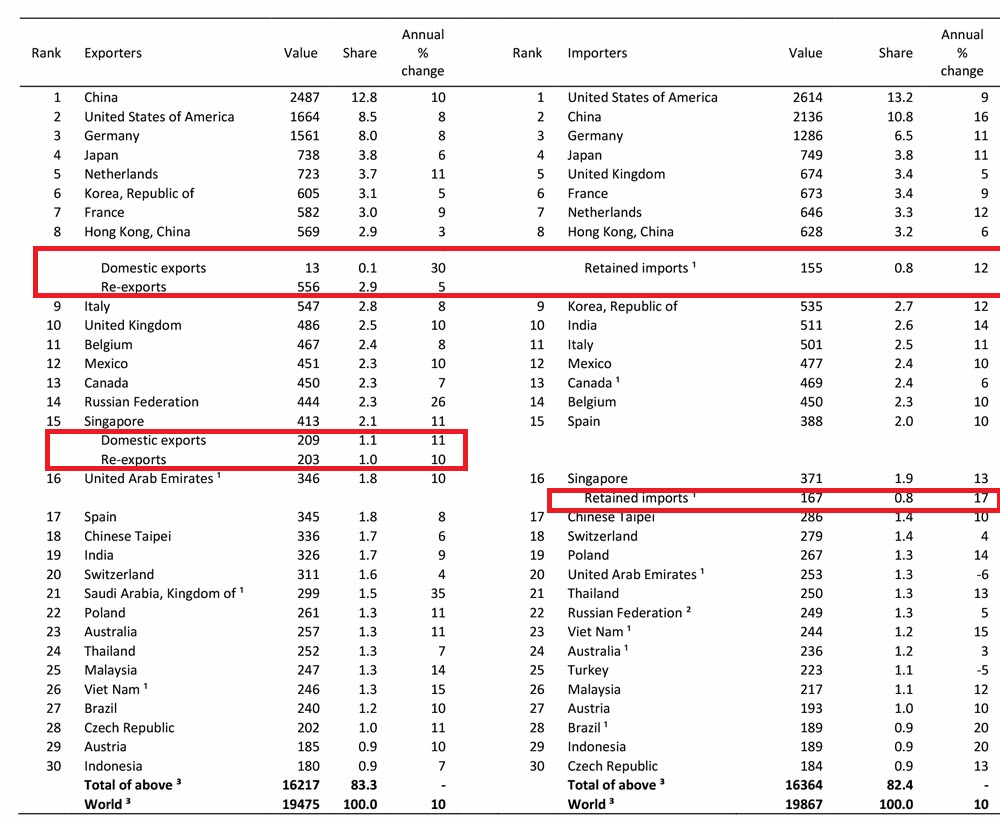 Rank Exporters Value Share Annual % change Rank Importers Value Share Annual % change
1 China 2487 12.8 10 1 United States of America 2614 13.2 9
2 United States of America 1664 8.5 8 2 China 2136 10.8 16
3 Germany 1561 8.0 8 3 Germany 1286 6.5 11
4 Japan 738 3.8 6 4 Japan 749 3.8 11
5 Netherlands 723 3.7 11 5 United Kingdom 674 3.4 5
6 Korea, Republic of 605 3.1 5 6 France 673 3.4 9
7 France 582 3.0 9 7 Netherlands 646 3.3 12
8 Hong Kong, China 569 2.9 3 8 Hong Kong, China 628 3.2 6
Domestic exports 13 0.1 30 Retained imports ¹ 155 0.8 12
Re-exports 556 2.9 5
9 Italy 547 2.8 8 9 Korea, Republic of 535 2.7 12
10 United Kingdom 486 2.5 10 10 India 511 2.6 14
11 Belgium 467 2.4 8 11 Italy 501 2.5 11
12 Mexico 451 2.3 10 12 Mexico 477 2.4 10
13 Canada 450 2.3 7 13 Canada ¹ 469 2.4 6
14 Russian Federation 444 2.3 26 14 Belgium 450 2.3 10
15 Singapore 413 2.1 11 15 Spain 388 2.0 10
Domestic exports 209 1.1 11
Re-exports 203 1.0 10
16 United Arab Emirates ¹ 346 1.8 10 16 Singapore 371 1.9 13
Retained imports ¹ 167 0.8 17
17 Spain 345 1.8 8 17 Chinese Taipei 286 1.4 10
18 Chinese Taipei 336 1.7 6 18 Switzerland 279 1.4 4
19 India 326 1.7 9 19 Poland 267 1.3 14
20 Switzerland 311 1.6 4 20 United Arab Emirates ¹ 253 1.3 -6
21 Saudi Arabia, Kingdom of ¹ 299 1.5 35 21 Thailand 250 1.3 13
22 Poland 261 1.3 11 22 Russian Federation ² 249 1.3 5
23 Australia 257 1.3 11 23 Viet Nam ¹ 244 1.2 15
24 Thailand 252 1.3 7 24 Australia ¹ 236 1.2 3
25 Malaysia 247 1.3 14 25 Turkey 223 1.1 -5
26 Viet Nam ¹ 246 1.3 15 26 Malaysia 217 1.1 12
27 Brazil 240 1.2 10 27 Austria 193 1.0 10
28 Czech Republic 202 1.0 11 28 Brazil ¹ 189 0.9 20
29 Austria 185 0.9 10 29 Indonesia 189 0.9 20
30 Indonesia 180 0.9 7 30 Czech Republic 184 0.9 13
Total of above ³ 16217 83.3 - Total of above ³ 16364 82.4 -
World ³ 19475 100.0 10 World ³ 19867 100.0 10